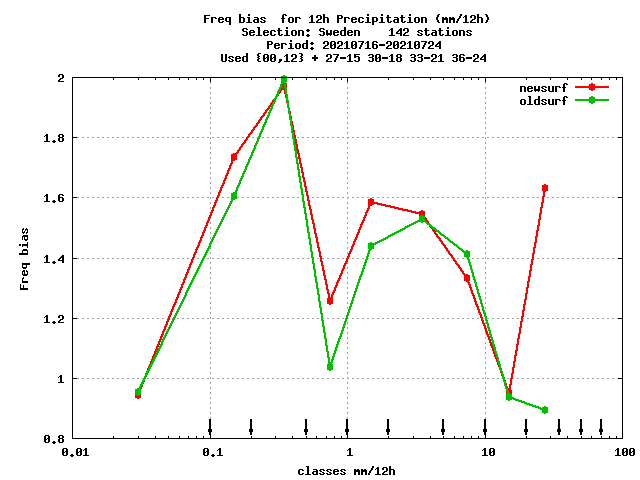 Freq bias  for 12h Precipitation (mm/12h)
Selection: Sweden    142 stations
Period: 20210716-20210724
Used {00,12} + 27-15 30-18 33-21 36-24
newsurf
oldsurf
2
1.8
1.6
1.4
1.2
1
0.8
Freq bias
0.01 0.1 1 10 100
classes mm/12h